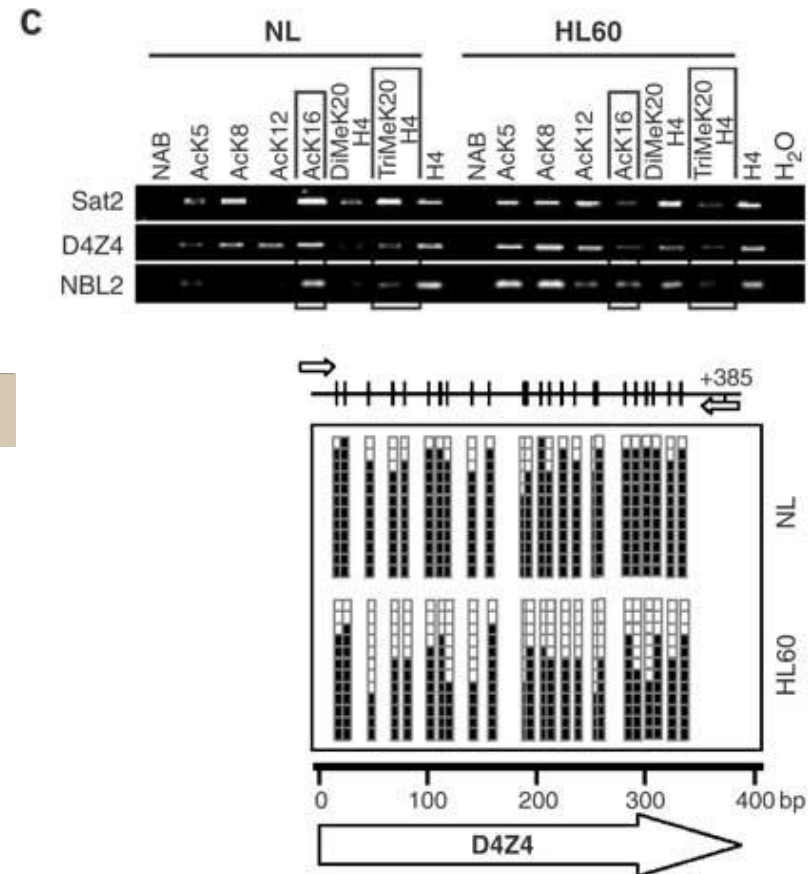 C
NL HL60
NAB AcK5 AcK8 AcK12 AcK16 DiMeK20 H4 TriMeK20 H4 H4 NAB AcK5 AcK8 AcK12 AcK16 DiMeK20 H4 TriMeK20 H4 H4 H2O
Sat2
D4Z4
NBL2
+385
NL
HL60
0 100 200 300 400 bp
D4Z4